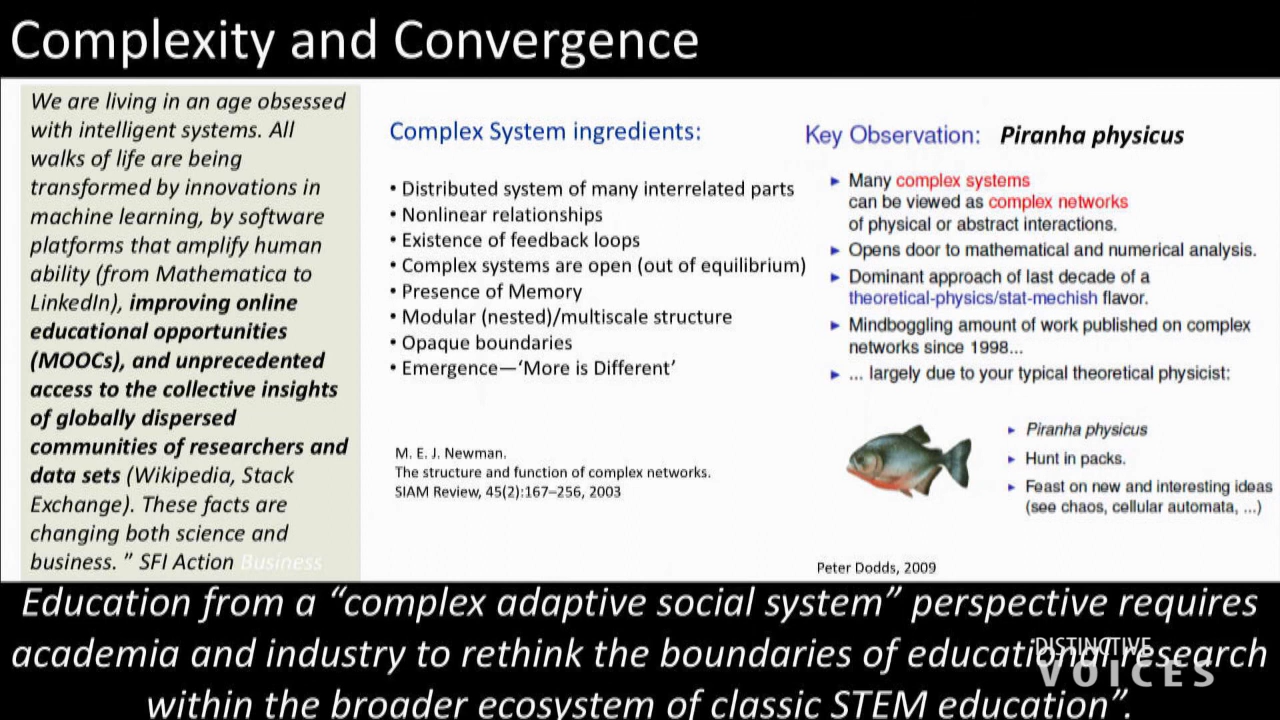 Complexity and Convergence
We are living in an age obsessed
with intelligent systems. All
walks of life are being
transformed by innovations in
machine learning, by software
platforms that amplify human
ability (from Mathematica to
LinkedIn), improving online
educational opportunities
(MOOCs), and unprecedented
access to the collective insights
of globally dispersed
communities of researchers and
data sets (Wikipedia, Stack
Exchange). These facts are
changing both science and
business. ” SFI Action Business
Complex System ingredients:
• Distributed system of many interrelated parts
• Nonlinear relationships
• Existence of feedback loops
• Complex systems are open (out of equilibrium)
• Presence of Memory
• Modular (nested)/multiscale structure
• Opaque boundaries
• Emergence—‘More is Different’
M. E. J. Newman.
The structure and function of complex networks.
SIAM Review, 45(2):167–256, 2003
Key Observation: Piranha physicus
► Many complex systems
can be viewed as complex networks
of physical or abstract interactions.
► Opens door to mathematical and numerical analysis.
► Dominant approach of last decade of a
theoretical-physics/stat-mechish flavor.
► Mindboggling amount of work published on complex
networks since 1998...
► ... largely due to your typical theoretical physicist:
► Piranha physicus
► Hunt in packs.
► Feast on new and interesting ideas
(see chaos, cellular automata, ...)
Peter Dodds, 2009
Education from a “complex adaptive social system” perspective requires
academia and industry to rethink the boundaries of educational research
within the broader ecosystem of classic STEM education”.
DISTINCTIVE
VOICES